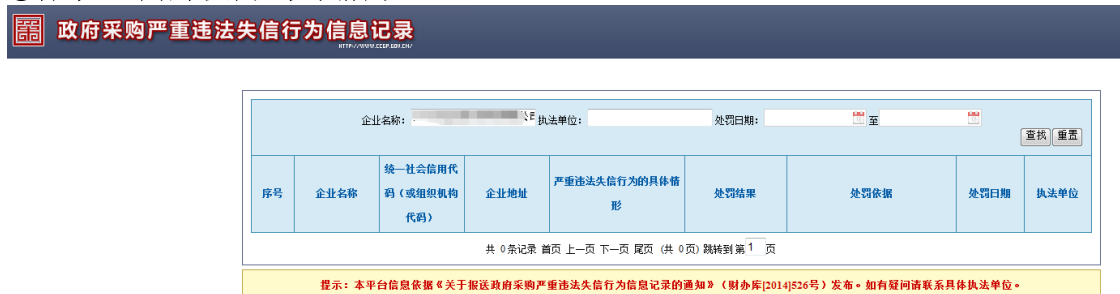 政府采购严重违法失信行为信息记录
HTTP://WWW.CCGP.GOV.CN/
企业名称： 公司 执法单位： 处罚日期： 至
查找 重置
序号 企业名称 统一社会信用代码（或组织机构代码） 企业地址 严重违法失信行为的具体情形 处罚结果 处罚依据 处罚日期 执法单位
共 0条记录 首页 上一页 下一页 尾页 (共 0页) 跳转到第1 页
提示：本平台信息依据《关于报送政府采购严重违法失信行为信息记录的通知》（财办库[2014]526号）发布。如有疑问请联系具体执法单位。